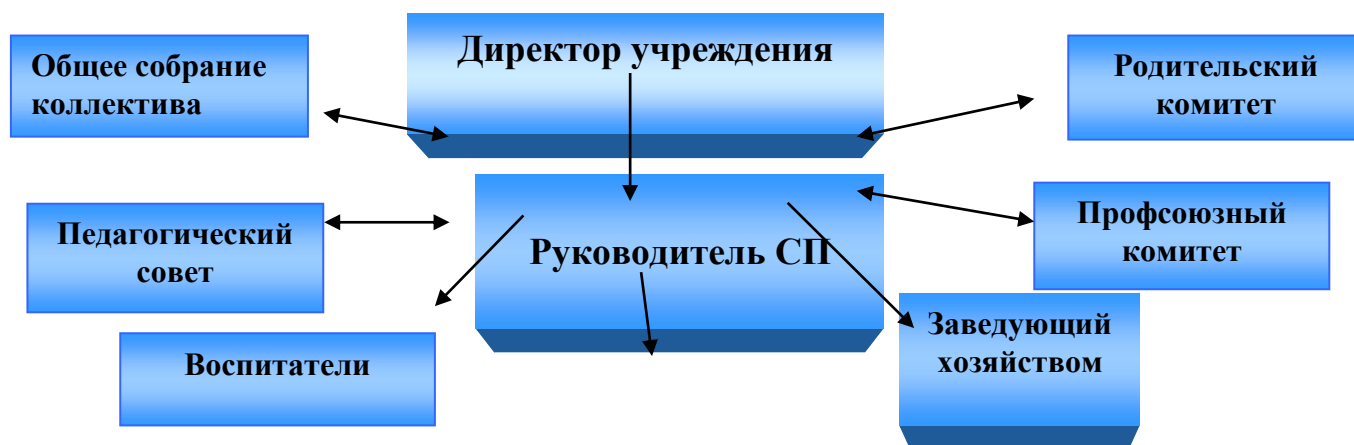 Директор учреждения
Общее собрание
коллектива
Родительский
комитет
Педагогический
совет
Руководитель СП
Профсоюзный
комитет
Воспитатели
Заведующий
хозяйством